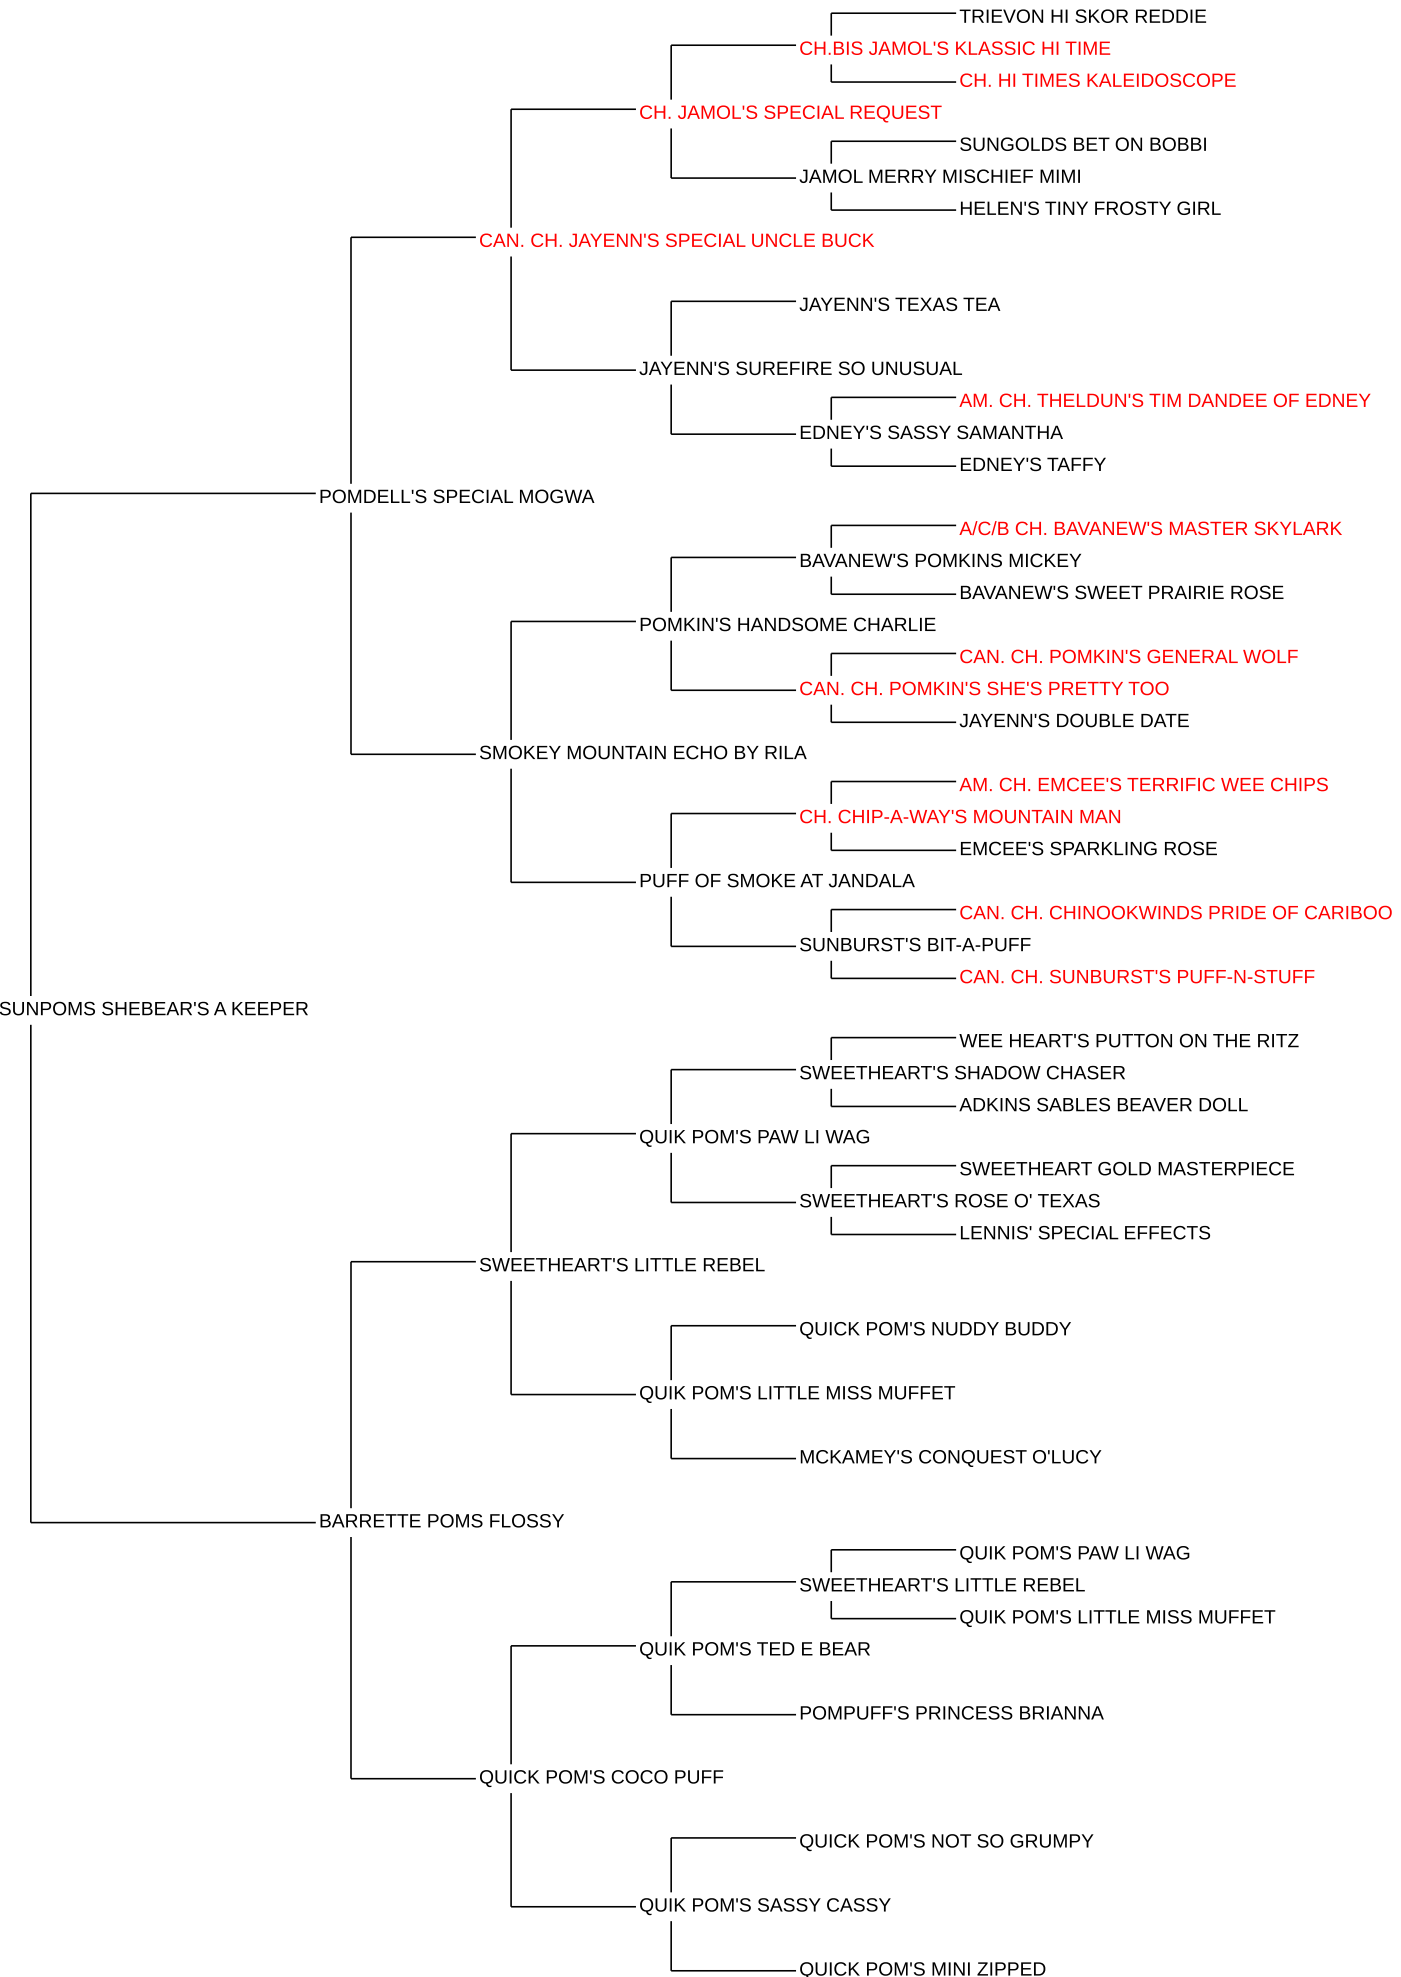 TRIEVON HI SKOR REDDIE
CH.BIS JAMOL'S KLASSIC HI TIME
CH. HI TIMES KALEIDOSCOPE
CH. JAMOL'S SPECIAL REQUEST
SUNGOLDS BET ON BOBBI
JAMOL MERRY MISCHIEF MIMI
HELEN'S TINY FROSTY GIRL
CAN. CH. JAYENN'S SPECIAL UNCLE BUCK
JAYENN'S TEXAS TEA
JAYENN'S SUREFIRE SO UNUSUAL
AM. CH. THELDUN'S TIM DANDEE OF EDNEY
EDNEY'S SASSY SAMANTHA
EDNEY'S TAFFY
POMDELL'S SPECIAL MOGWA
A/C/B CH. BAVANEW'S MASTER SKYLARK
BAVANEW'S POMKINS MICKEY
BAVANEW'S SWEET PRAIRIE ROSE
POMKIN'S HANDSOME CHARLIE
CAN. CH. POMKIN'S GENERAL WOLF
CAN. CH. POMKIN'S SHE'S PRETTY TOO
JAYENN'S DOUBLE DATE
SMOKEY MOUNTAIN ECHO BY RILA
AM. CH. EMCEE'S TERRIFIC WEE CHIPS
CH. CHIP-A-WAY'S MOUNTAIN MAN
EMCEE'S SPARKLING ROSE
PUFF OF SMOKE AT JANDALA
CAN. CH. CHINOOKWINDS PRIDE OF CARIBOO
SUNBURST'S BIT-A-PUFF
CAN. CH. SUNBURST'S PUFF-N-STUFF
SUNPOMS SHEBEAR'S A KEEPER
WEE HEART'S PUTTON ON THE RITZ
SWEETHEART'S SHADOW CHASER
ADKINS SABLES BEAVER DOLL
QUIK POM'S PAW LI WAG
SWEETHEART GOLD MASTERPIECE
SWEETHEART'S ROSE O' TEXAS
LENNIS' SPECIAL EFFECTS
SWEETHEART'S LITTLE REBEL
QUICK POM'S NUDDY BUDDY
QUIK POM'S LITTLE MISS MUFFET
MCKAMEY'S CONQUEST O'LUCY
BARRETTE POMS FLOSSY
QUIK POM'S PAW LI WAG
SWEETHEART'S LITTLE REBEL
QUIK POM'S LITTLE MISS MUFFET
QUIK POM'S TED E BEAR
POMPUFF'S PRINCESS BRIANNA
QUICK POM'S COCO PUFF
QUICK POM'S NOT SO GRUMPY
QUIK POM'S SASSY CASSY
QUICK POM'S MINI ZIPPED